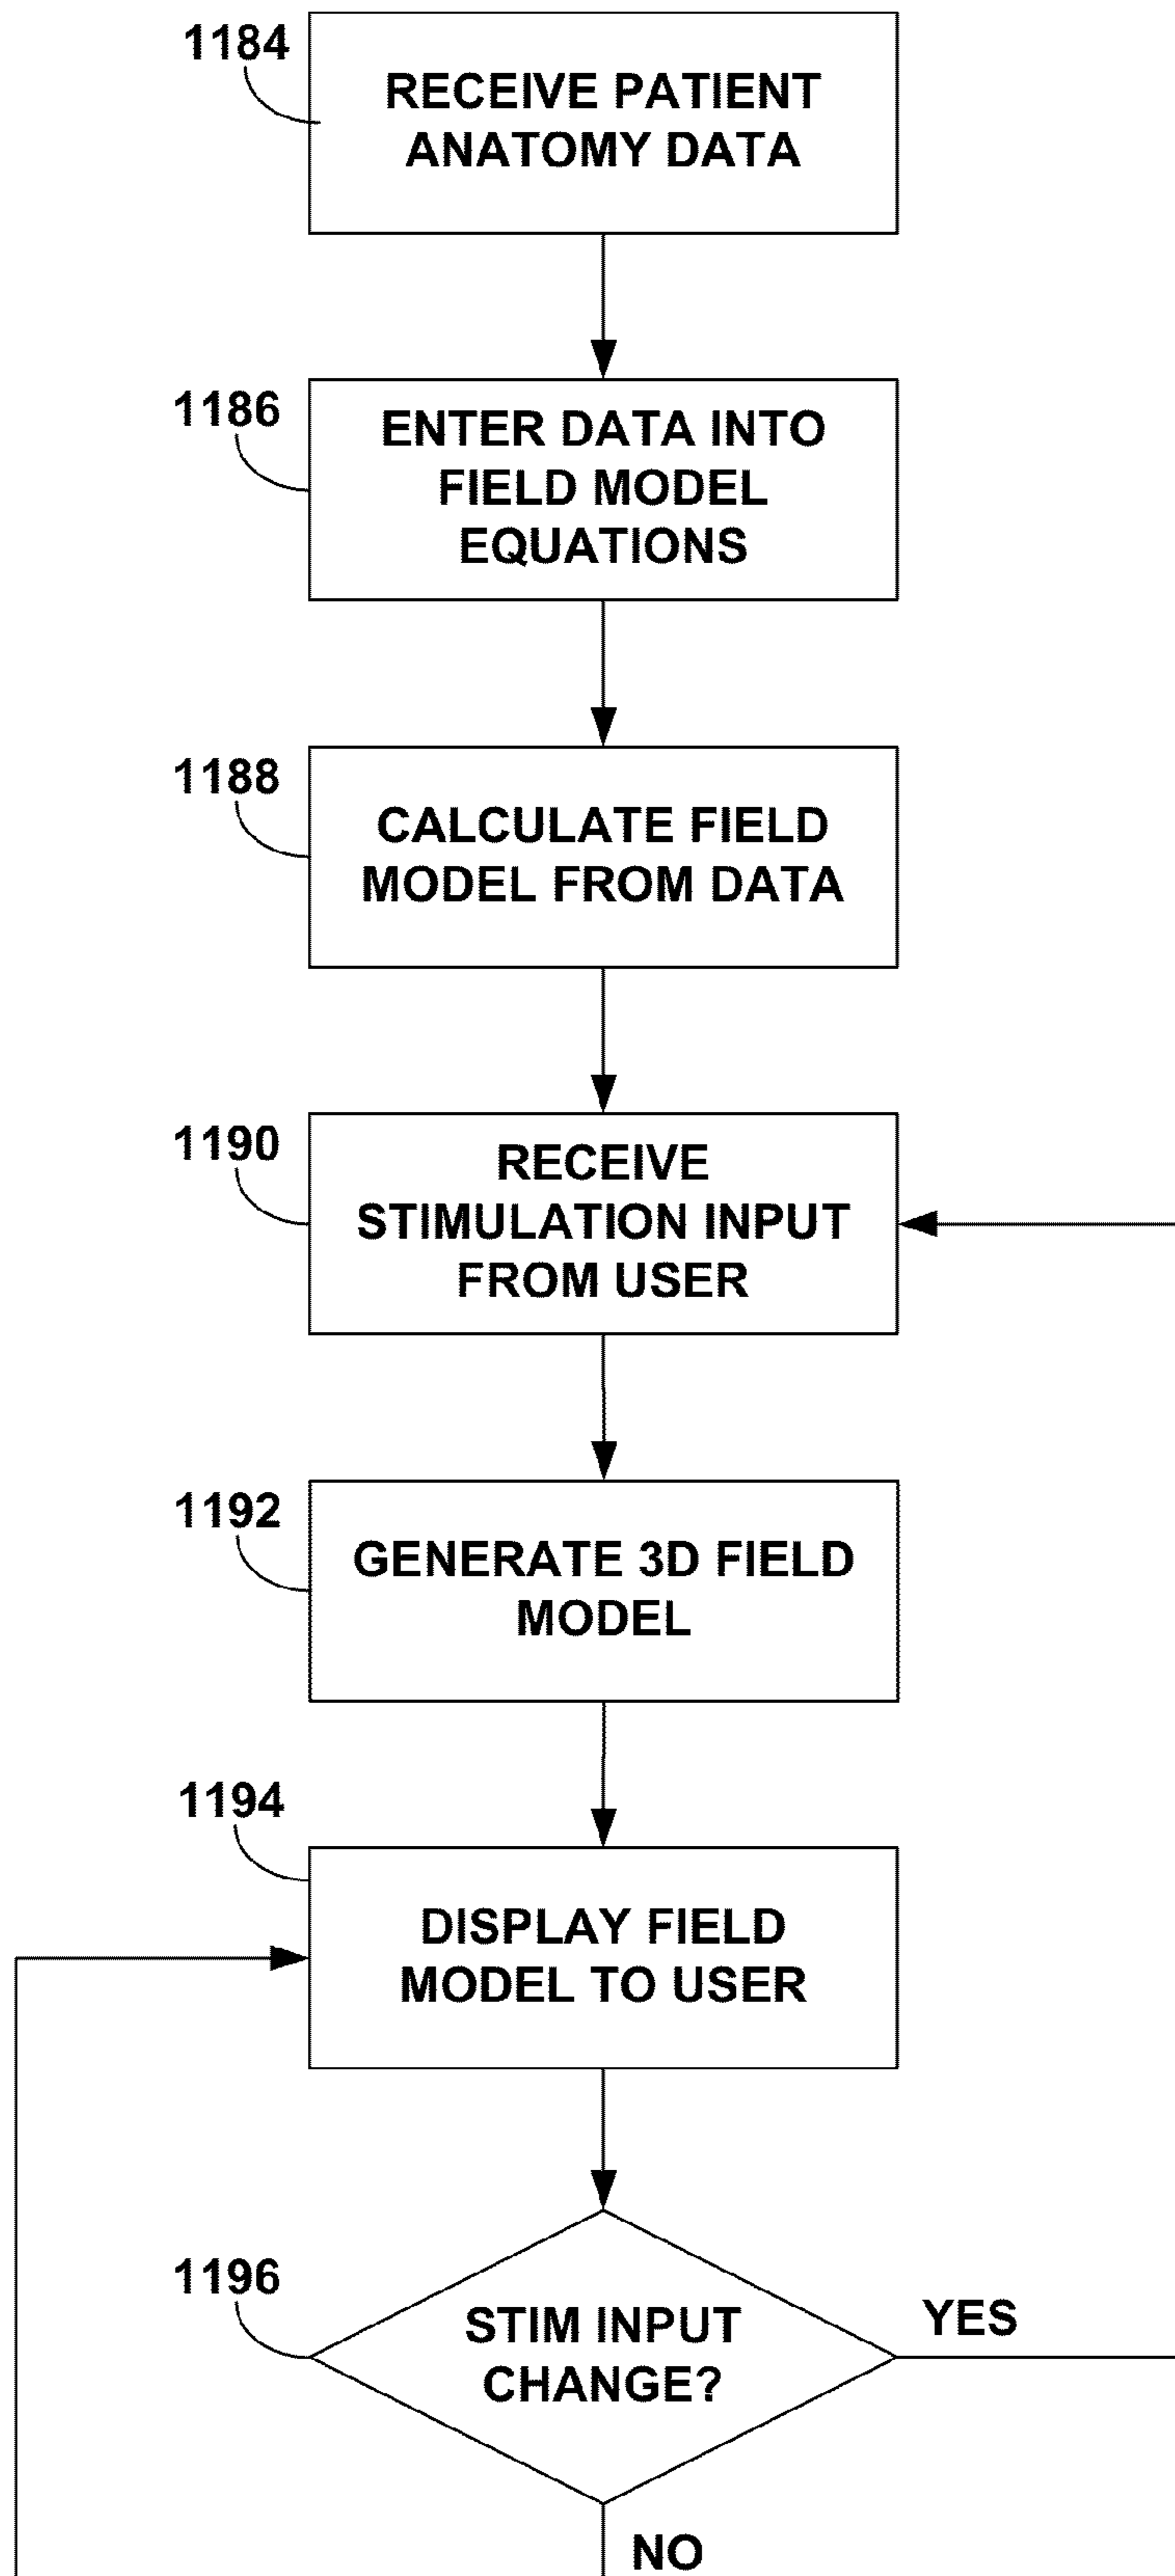 1184
RECEIVE PATIENT
ANATOMY DATA
1186
ENTER DATA INTO
FIELD MODEL
EQUATIONS
1188
CALCULATE FIELD
MODEL FROM DATA
1190
RECEIVE
STIMULATION INPUT
FROM USER
1192
GENERATE 3D FIELD
MODEL
1194
DISPLAY FIELD
MODEL TO USER
1196
STIM INPUT
CHANGE?
YES
NO